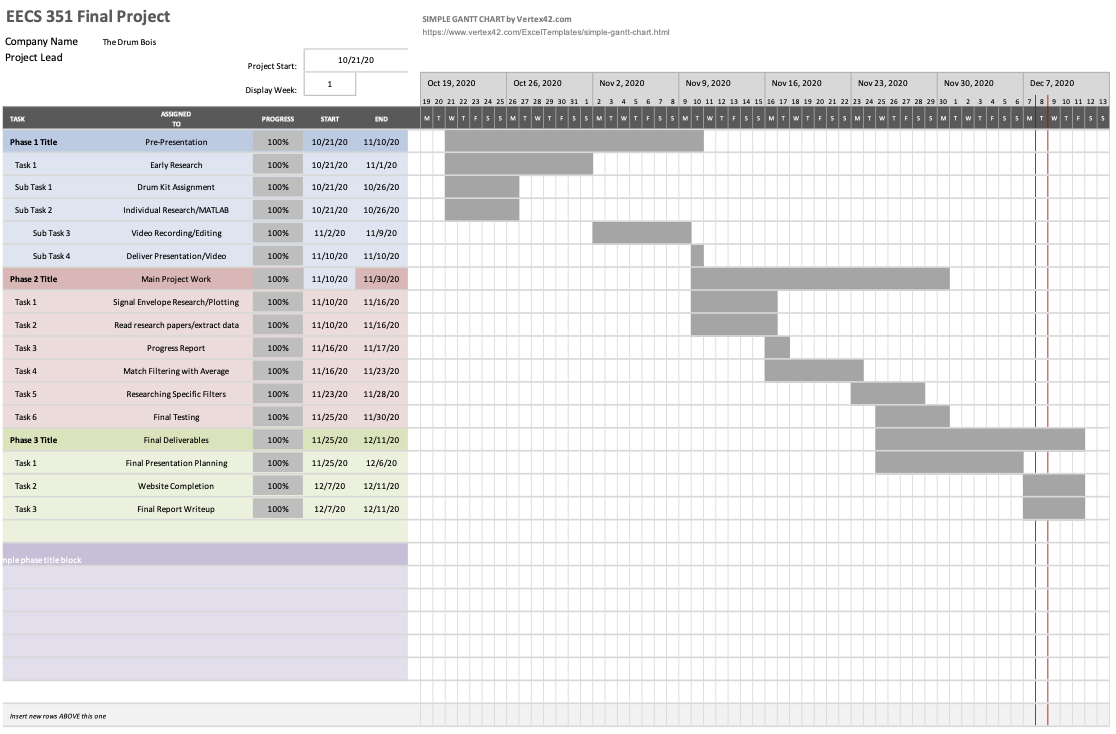 EECS 351 Final Project
SIMPLE GANTT CHART by Vertex42.com
https://www.vertex42.com/ExcelTemplates/simple-gantt-chart.html
Company Name The Drum Bois
Project Lead
Project Start: 10/21/20
Display Week: 1
Oct 19, 2020 Oct 26, 2020 Nov 2, 2020 Nov 9, 2020 Nov 16, 2020 Nov 23, 2020 Nov 30, 2020 Dec 7, 2020
19 20 21 22 23 24 25 26 27 28 29 30 31 1 2 3 4 5 6 7 8 9 10 11 12 13 14 15 16 17 18 19 20 21 22 23 24 25 26 27 28 29 30 1 2 3 4 5 6 7 8 9 10 11 12 13
TASK ASSIGNED TO PROGRESS START END M T W T F S S M T W T F S S M T W T F S S M T W T F S S M T W T F S S M T W T F S S M T W T F S S M T W T F S S
Phase 1 Title Pre-Presentation 100% 10/21/20 11/10/20
Task 1 Early Research 100% 10/21/20 11/1/20
Sub Task 1 Drum Kit Assignment 100% 10/21/20 10/26/20
Sub Task 2 Individual Research/MATLAB 100% 10/21/20 10/26/20
Sub Task 3 Video Recording/Editing 100% 11/2/20 11/9/20
Sub Task 4 Deliver Presentation/Video 100% 11/10/20 11/10/20
Phase 2 Title Main Project Work 100% 11/10/20 11/30/20
Task 1 Signal Envelope Research/Plotting 100% 11/10/20 11/16/20
Task 2 Read research papers/extract data 100% 11/10/20 11/16/20
Task 3 Progress Report 100% 11/16/20 11/17/20
Task 4 Match Filtering with Average 100% 11/16/20 11/23/20
Task 5 Researching Specific Filters 100% 11/23/20 11/28/20
Task 6 Final Testing 100% 11/25/20 11/30/20
Phase 3 Title Final Deliverables 100% 11/25/20 12/11/20
Task 1 Final Presentation Planning 100% 11/25/20 12/6/20
Task 2 Website Completion 100% 12/7/20 12/11/20
Task 3 Final Report Writeup 100% 12/7/20 12/11/20
mple phase title block
Insert new rows ABOVE this one